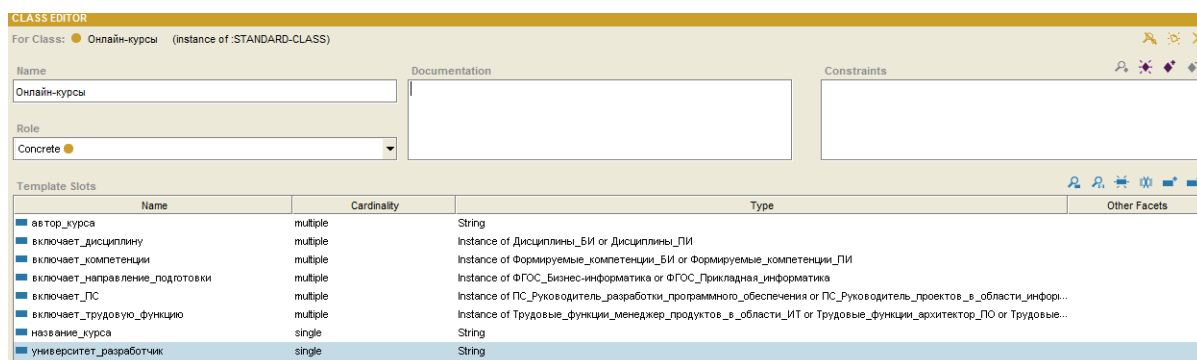 CLASS EDITOR
For Class: Онлайн-курсы (instance of :STANDARD-CLASS)
Name Documentation Constraints
Онлайн-курсы
Role
Concrete
Template Slots
Name Cardinality Type Other Facets
автор_курса multiple String
включает_дисциплину multiple Instance of Дисциплины_БИ or Дисциплины_ПИ
включает_компетенции multiple Instance of Формируемые_компетенции_БИ or Формируемые_компетенции_ПИ
включает_направление_подготовки multiple Instance of ФГОС_Бизнес-информатика or ФГОС_Прикладная_информатика
включает_ПС multiple Instance of ПС_Руководитель_разработки_программного_обеспечения or ПС_Руководитель_проектов_в_области_инфорі...
включает_трудовую_функцию multiple Instance of Трудовые_функции_менеджер_продуктов_в_области_ИТ or Трудовые_функции_архитектор_ПО or Трудовые...
название_курса single String
университет_разработчик single String